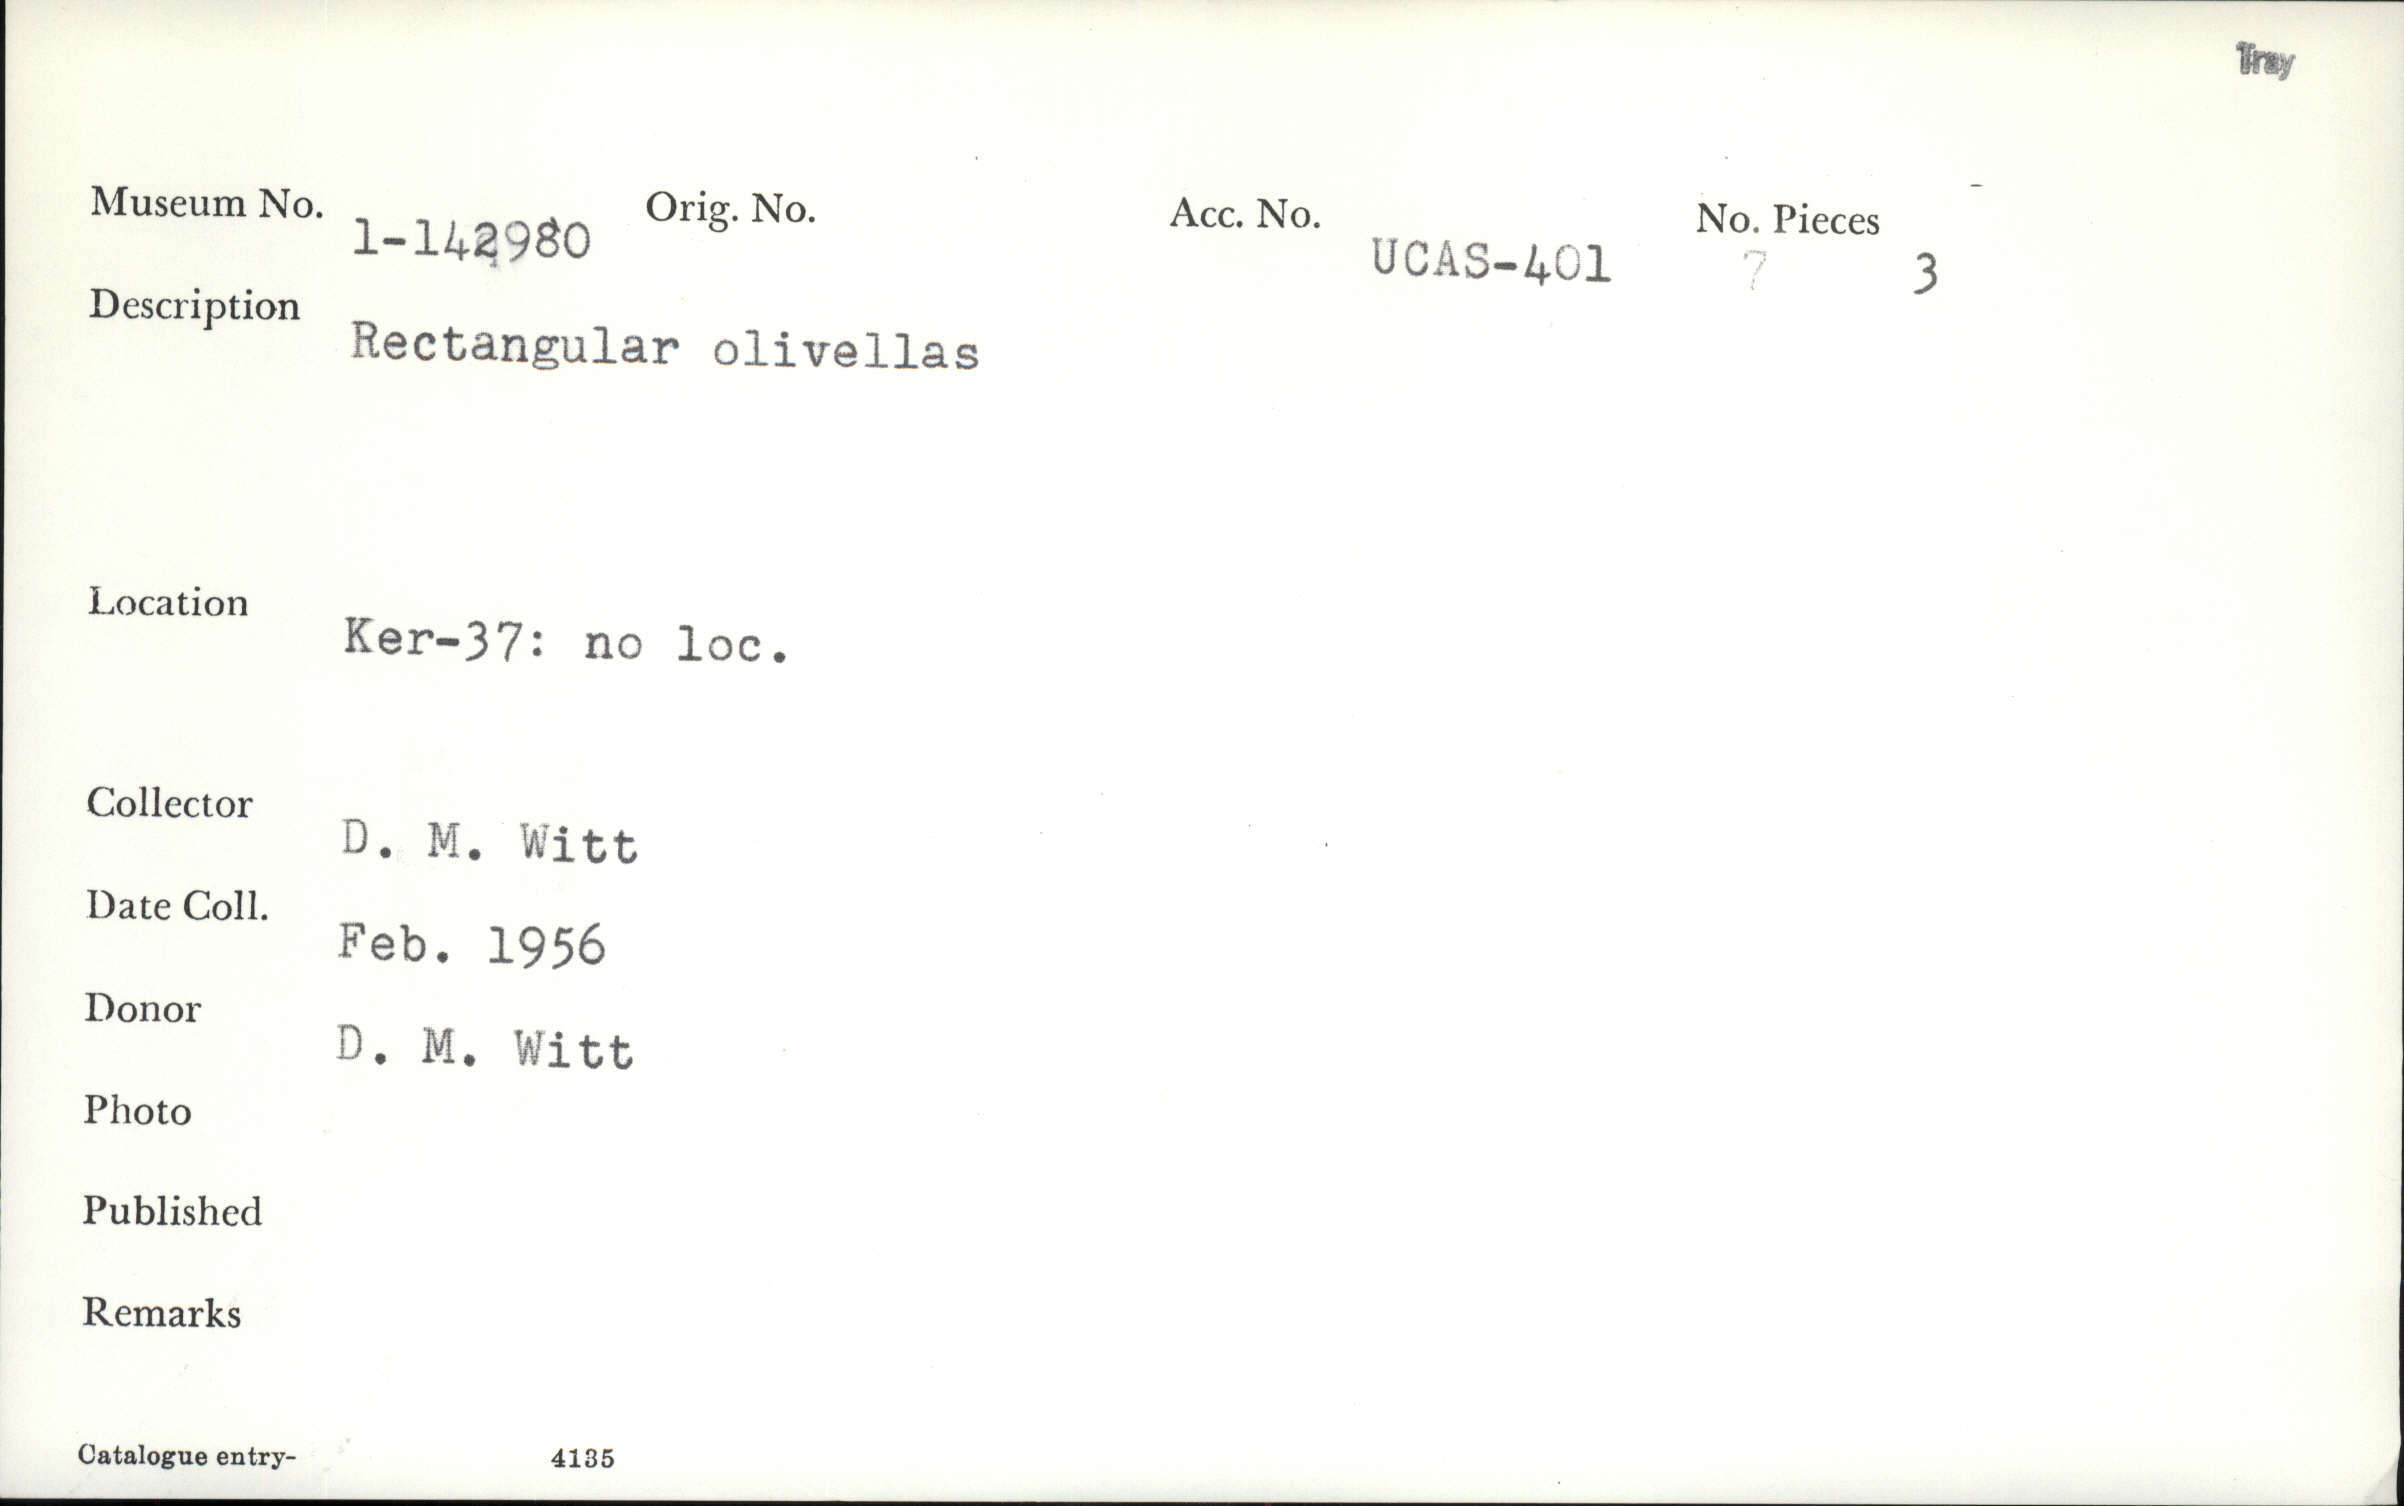 Tray
Museum No. 1-142980 Orig. No. Acc. No. UCAS-401 No. Pieces 7 3
Description Rectangular olivellas
Location Ker-37: no loc.
Collector D. M. Witt
Date Coll. Feb. 1956
Donor D. M. Witt
Photo
Published
Remarks
Catalogue entry- 4135